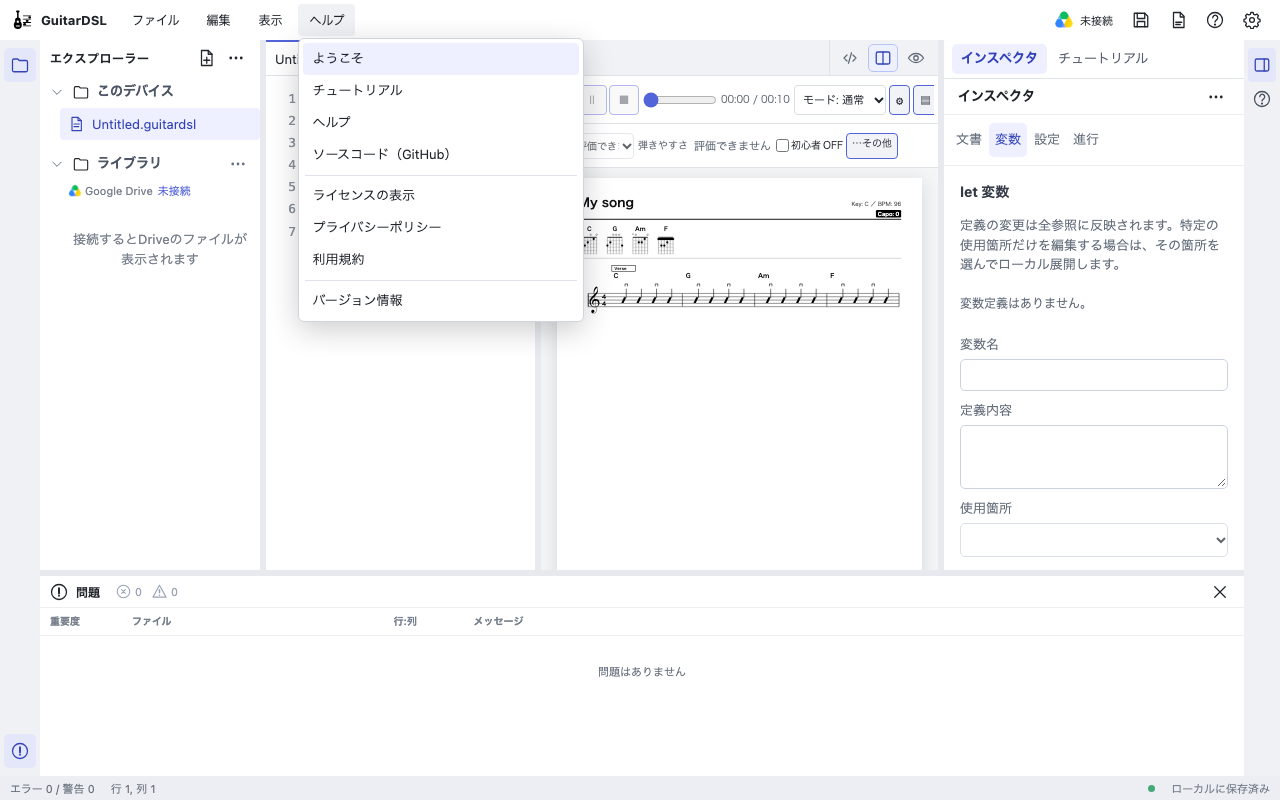 GuitarDSL ファイル 編集 表示 ヘルプ 未接続
エクスプローラー
このデバイス
Untitled.guitardsl
ライブラリ
Google Drive 未接続
接続するとDriveのファイルが
表示されます
ようこそ
チュートリアル
ヘルプ
ソースコード（GitHub）
ライセンスの表示
プライバシーポリシー
利用規約
バージョン情報
1
2
3
4
5
6
7
00:00 / 00:10 モード: 通常
弾きやすさ 評価できません 初心者 OFF …その他
My song
Key: C ／ BPM: 96
Capo: 0
C G Am F
Verse
C G Am F
インスペクタ チュートリアル
インスペクタ
文書 変数 設定 進行
let 変数
定義の変更は全参照に反映されます。特定の
使用箇所だけを編集する場合は、その箇所を
選んでローカル展開します。
変数定義はありません。
変数名
定義内容
使用箇所
問題 0 0
重要度 ファイル 行:列 メッセージ
問題はありません
エラー 0 / 警告 0 行 1, 列 1 ローカルに保存済み